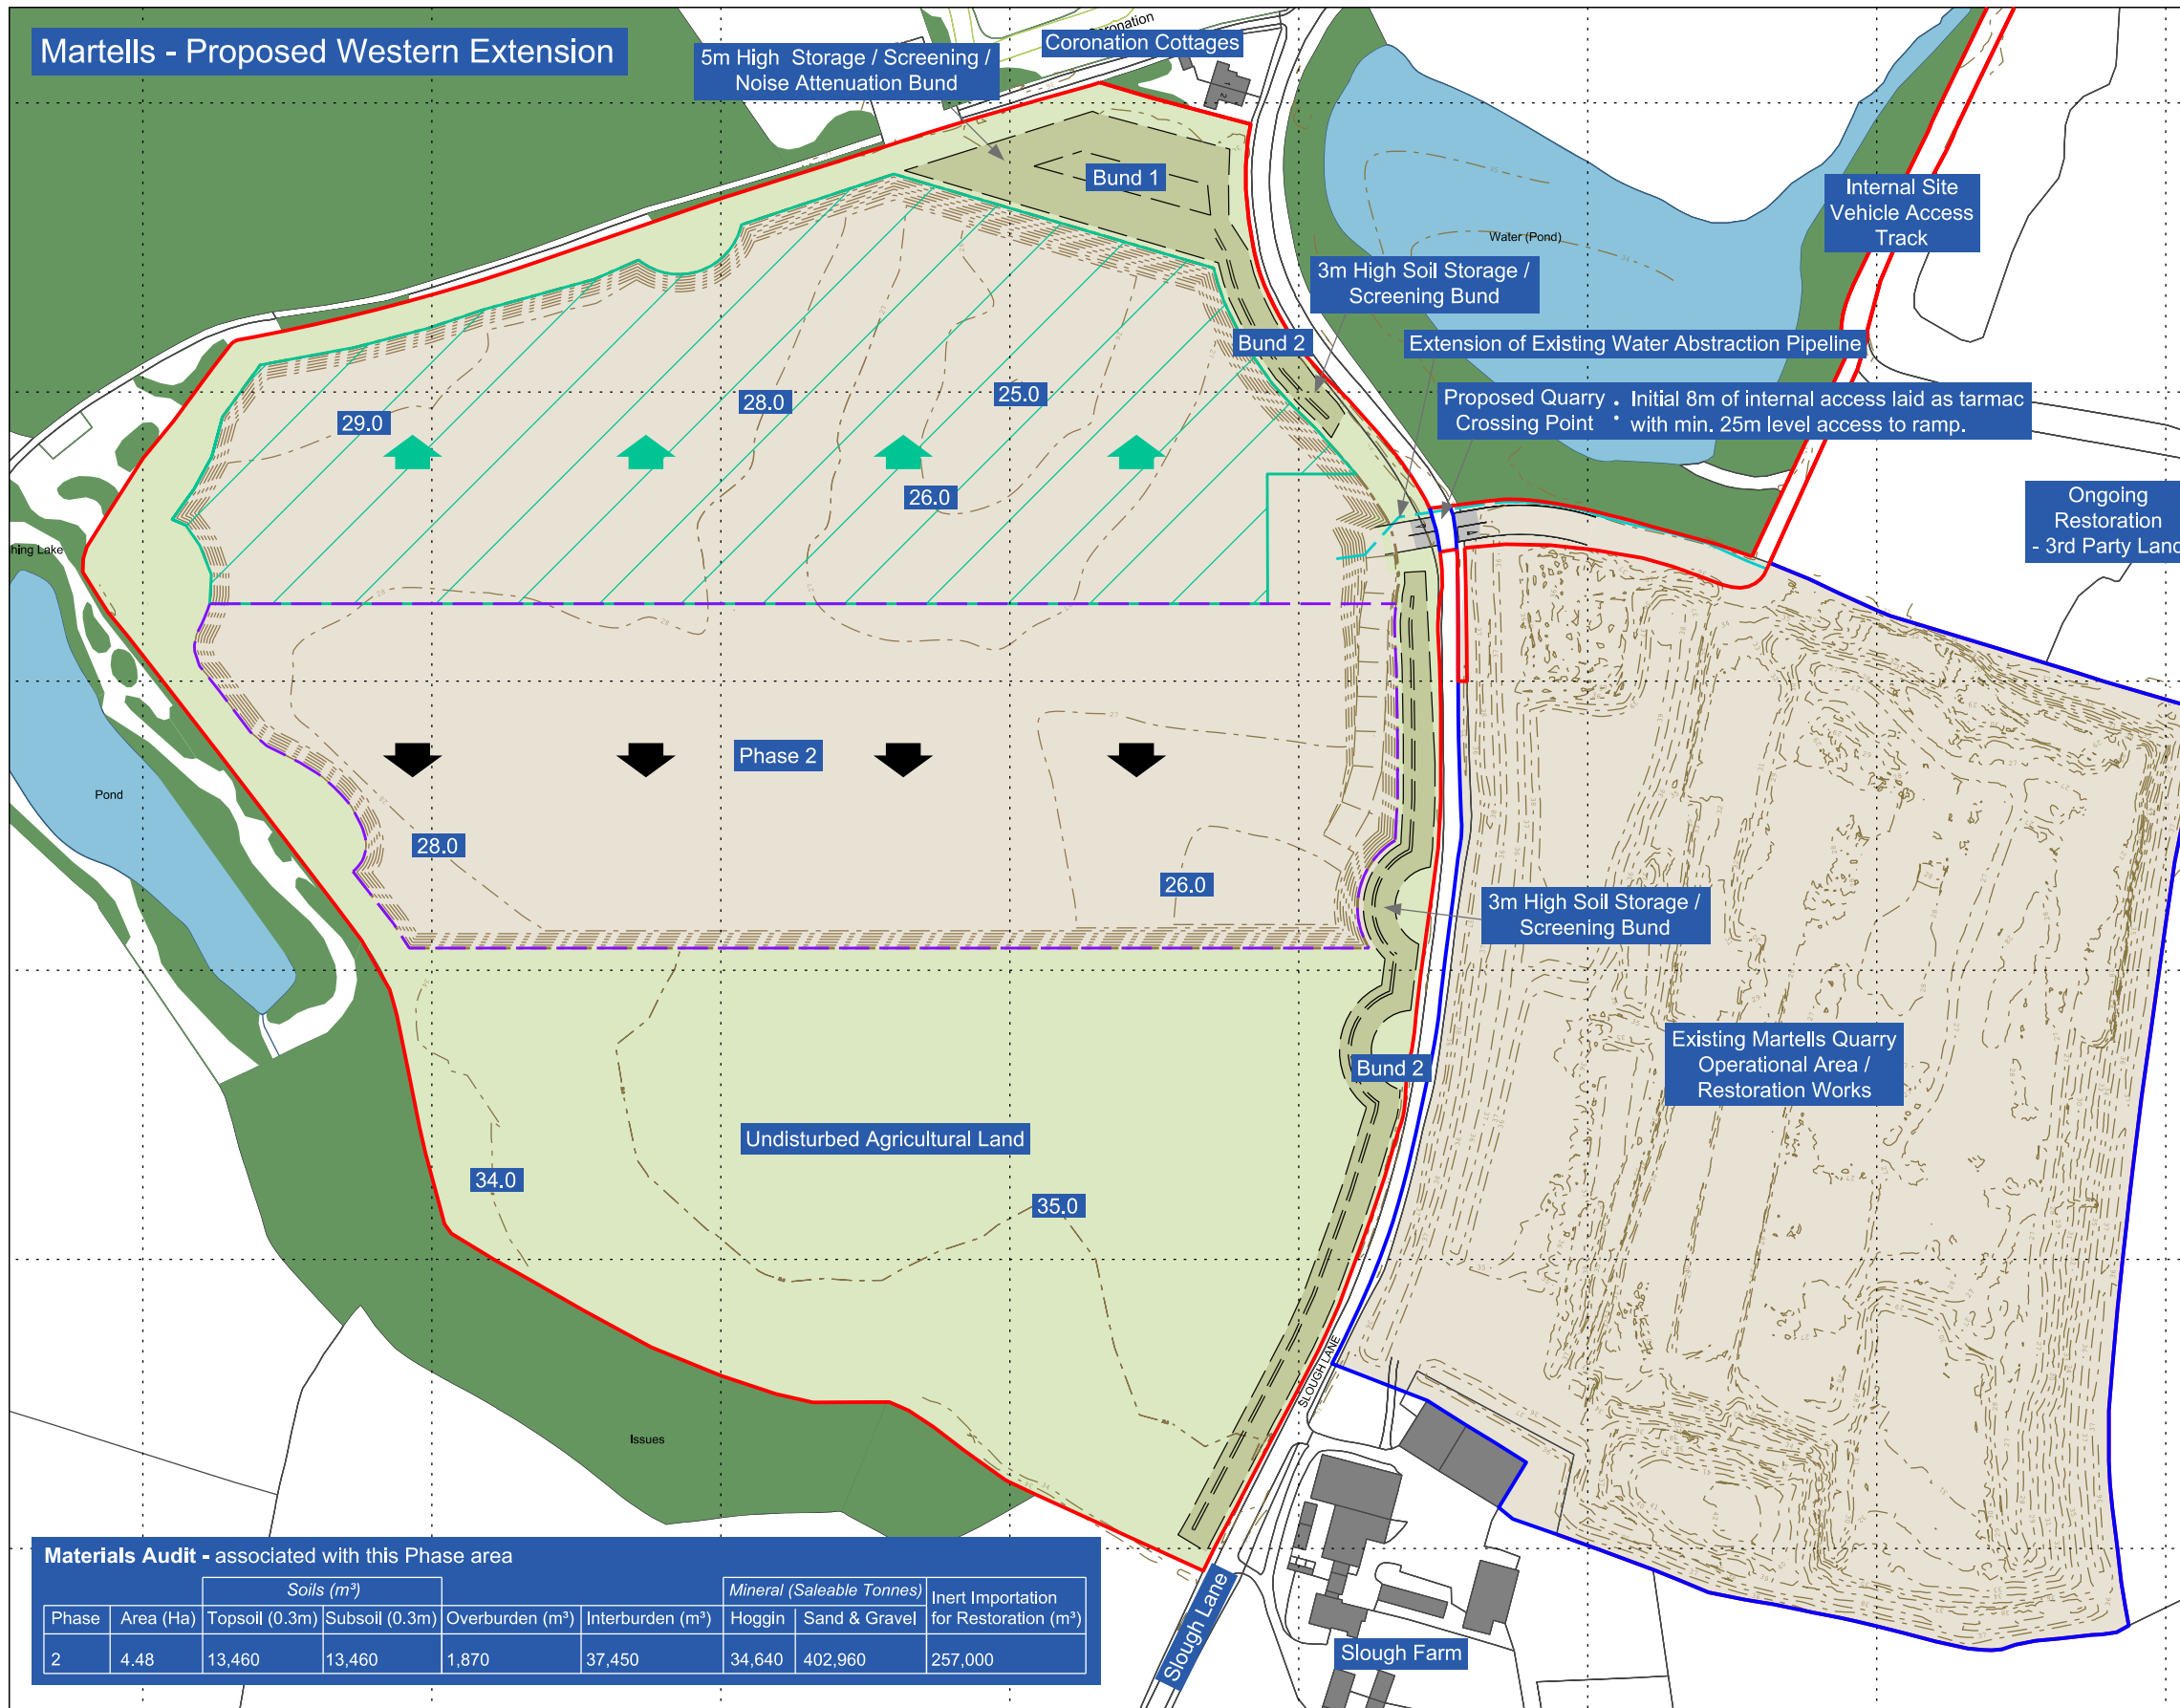 Martells - Proposed Western Extension
5m High Storage / Screening /
Noise Attenuation Bund
Coronation
Coronation Cottages
1
2
Bund 1
Internal Site
Vehicle Access
Track
Water (Pond)
3m High Soil Storage /
Screening Bund
Bund 2
Extension of Existing Water Abstraction Pipeline
Proposed Quarry
Crossing Point
• Initial 8m of internal access laid as tarmac
• with min. 25m level access to ramp.
29.0
28.0
25.0
26.0
Ongoing
Restoration
- 3rd Party Land
hing Lake
Pond
Phase 2
28.0
26.0
3m High Soil Storage /
Screening Bund
Existing Martells Quarry
Operational Area /
Restoration Works
Bund 2
Undisturbed Agricultural Land
34.0
35.0
SLOUGH LANE
Issues
Slough Lane
Slough Farm
Materials Audit - associated with this Phase area
Soils (m³)
Mineral (Saleable Tonnes)
Inert Importation
for Restoration (m³)
Phase Area (Ha) Topsoil (0.3m) Subsoil (0.3m) Overburden (m³) Interburden (m³) Hoggin Sand & Gravel
2 4.48 13,460 13,460 1,870 37,450 34,640 402,960 257,000